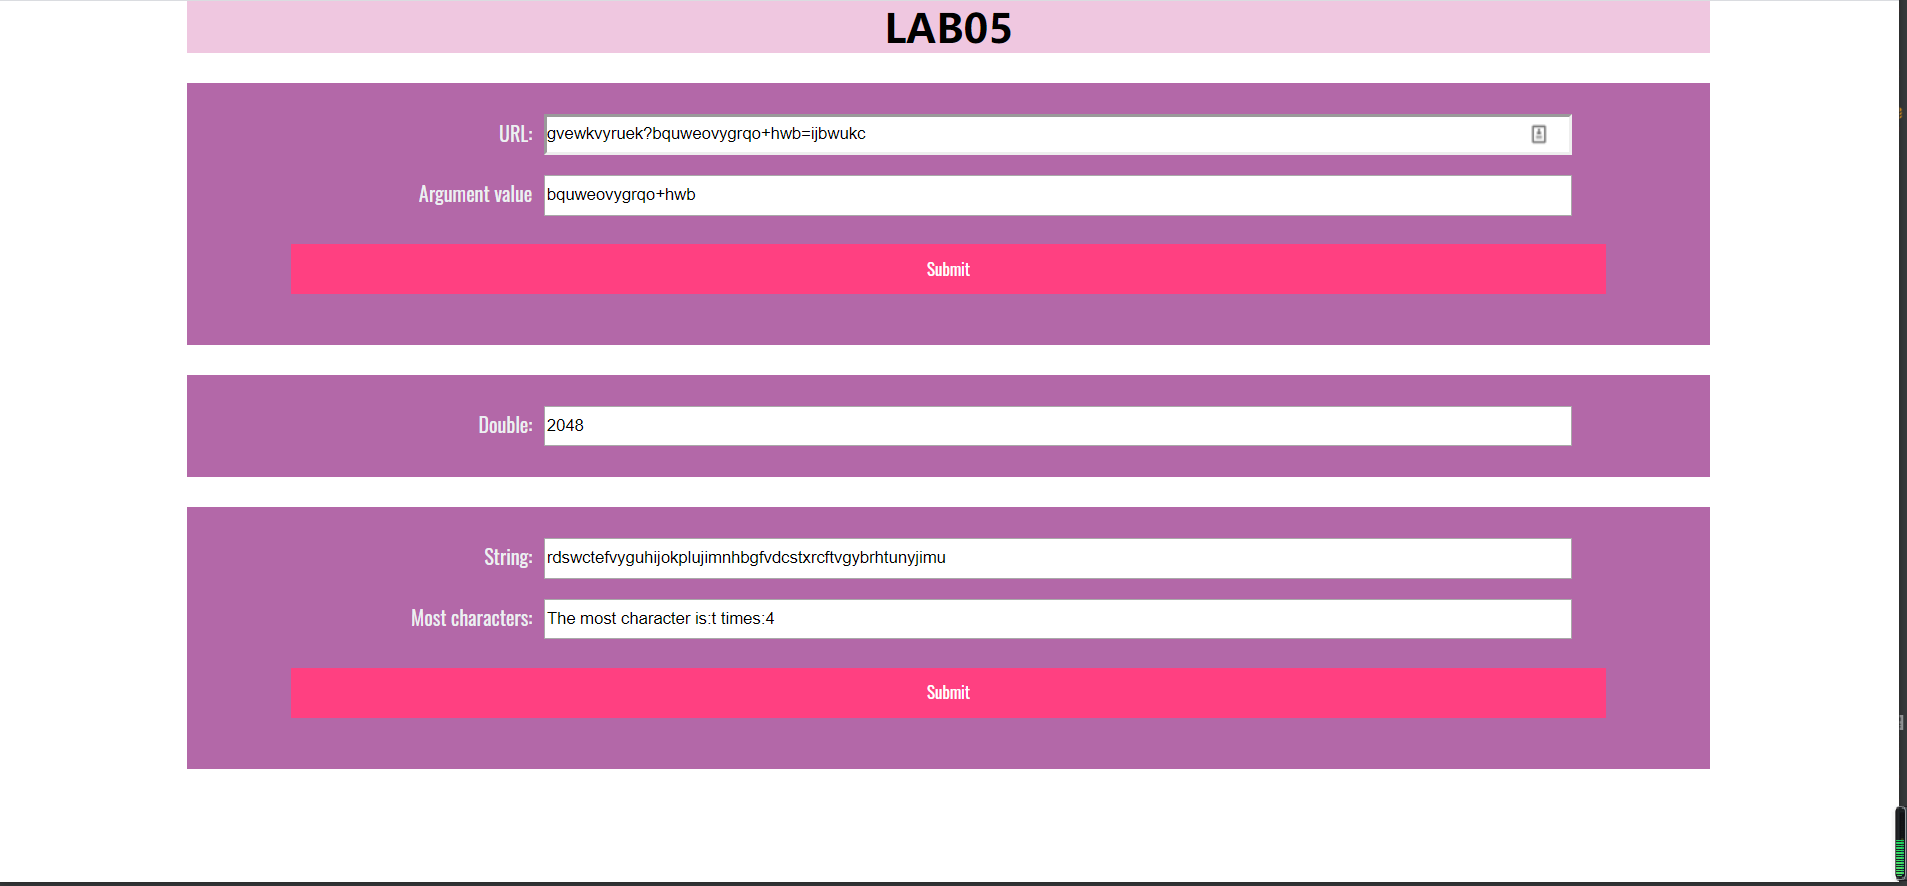 LAB05
URL: gvewkvyruek?bquweovygrqo+hwb=ijbwukc
Argument value bquweovygrqo+hwb
Submit
Double: 2048
String: rdswctefvyguhijokplujimnhbgfvdcstxrcftvgybrhtunyjimu
Most characters: The most character is:t times:4
Submit